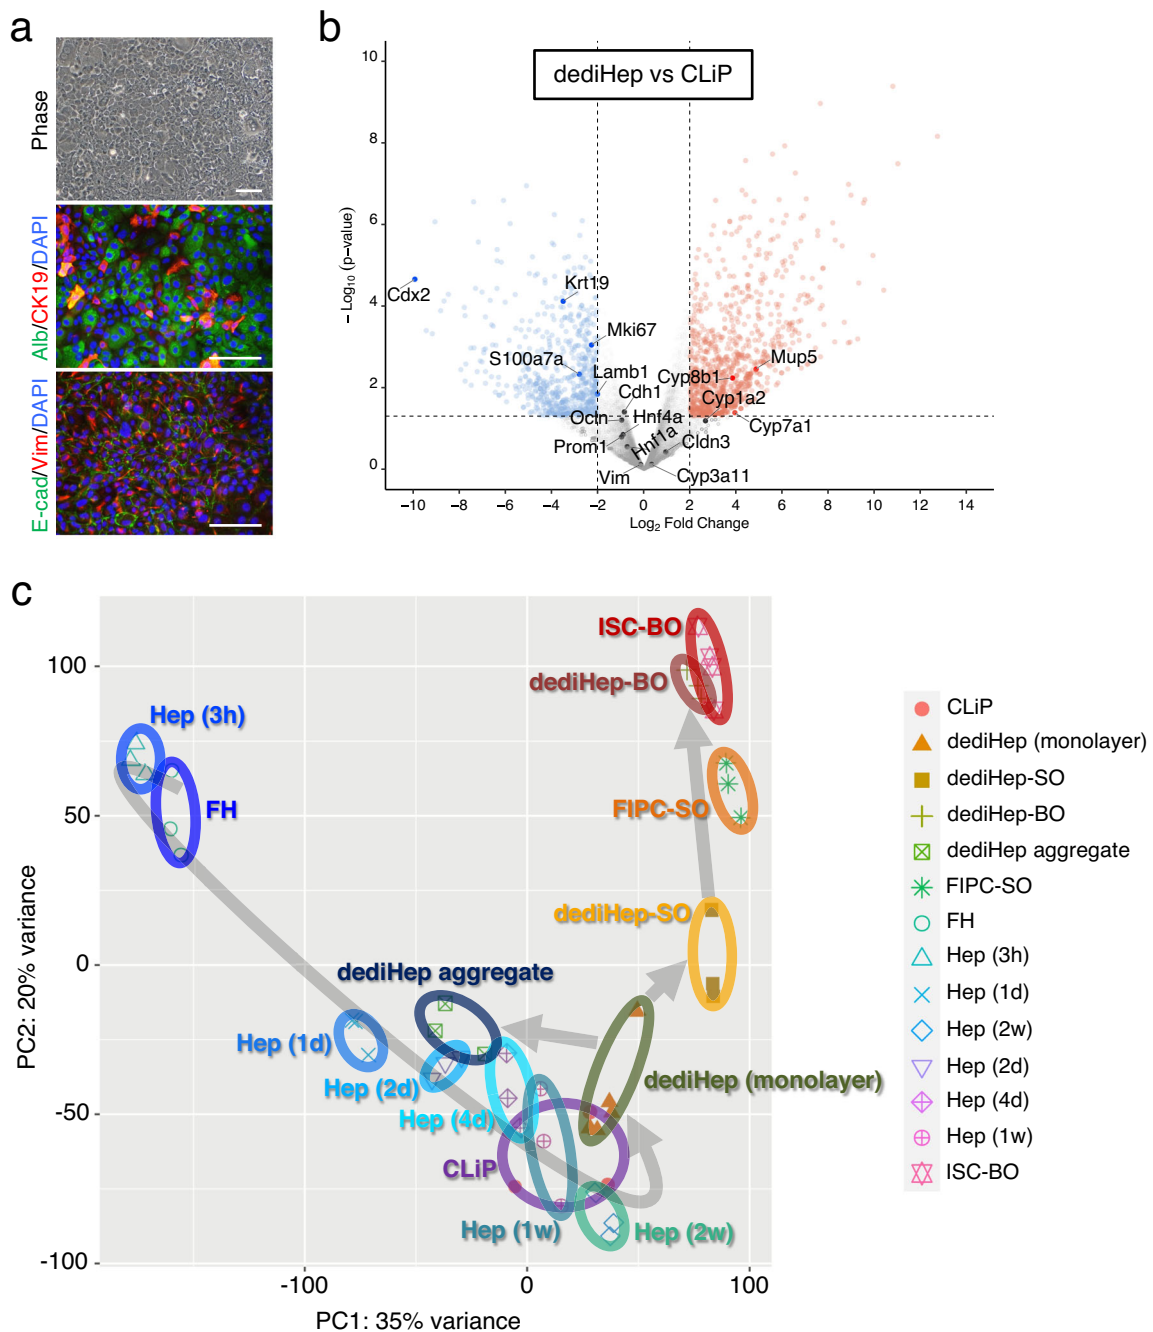 a
Phase
Alb/CK19/DAPI
E-cad/Vim/DAPI
b
dediHep vs CLiP
− Log10 (p−value)
10
8
6
4
2
0
Cdx2
Krt19
Mki67
S100a7a
Lamb1
Cdh1
Ocln
Hnf4a
Prom1
Hnf1a
Vim
Cyp3a11
Cldn3
Cyp8b1
Mup5
Cyp1a2
Cyp7a1
−10 −8 −6 −4 −2 0 2 4 6 8 10 12 14
Log2 Fold Change
c
PC2: 20% variance
100
50
0
-50
-100
ISC-BO
dediHep-BO
Hep (3h)
FH
FIPC-SO
dediHep-SO
dediHep aggregate
Hep (1d)
Hep (2d)
dediHep (monolayer)
Hep (4d)
CLiP
Hep (1w)
Hep (2w)
-100 0 100
PC1: 35% variance
CLiP
dediHep (monolayer)
dediHep-SO
dediHep-BO
dediHep aggregate
FIPC-SO
FH
Hep (3h)
Hep (1d)
Hep (2w)
Hep (2d)
Hep (4d)
Hep (1w)
ISC-BO